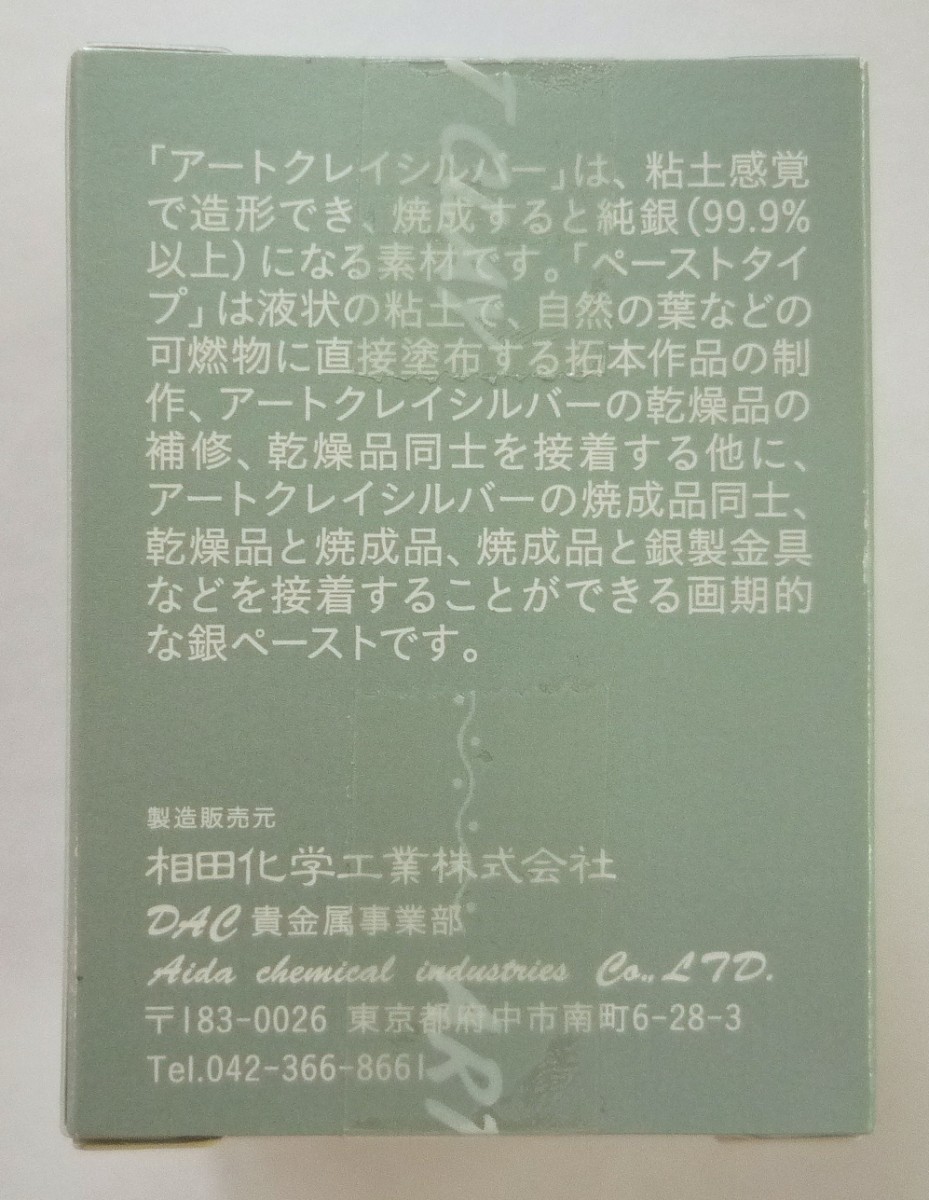 「アートクレイシルバー」は、粘土感覚
で造形でき、焼成すると純銀(99.9%
以上)になる素材です。「ペーストタイ
プ」は液状の粘土で、自然の葉などの
可燃物に直接塗布する拓本作品の制
作、アートクレイシルバーの乾燥品の
補修、乾燥品同士を接着する他に、
アートクレイシルバーの焼成品同士、
乾燥品と焼成品、焼成品と銀製金具
などを接着することができる画期的
な銀ペーストです。
製造販売元
相田化学工業株式会社
DAC 貴金属事業部
Aida chemical industries Co., LTD.
〒183-0026 東京都府中市南町6-28-3
Tel.042-366-8661